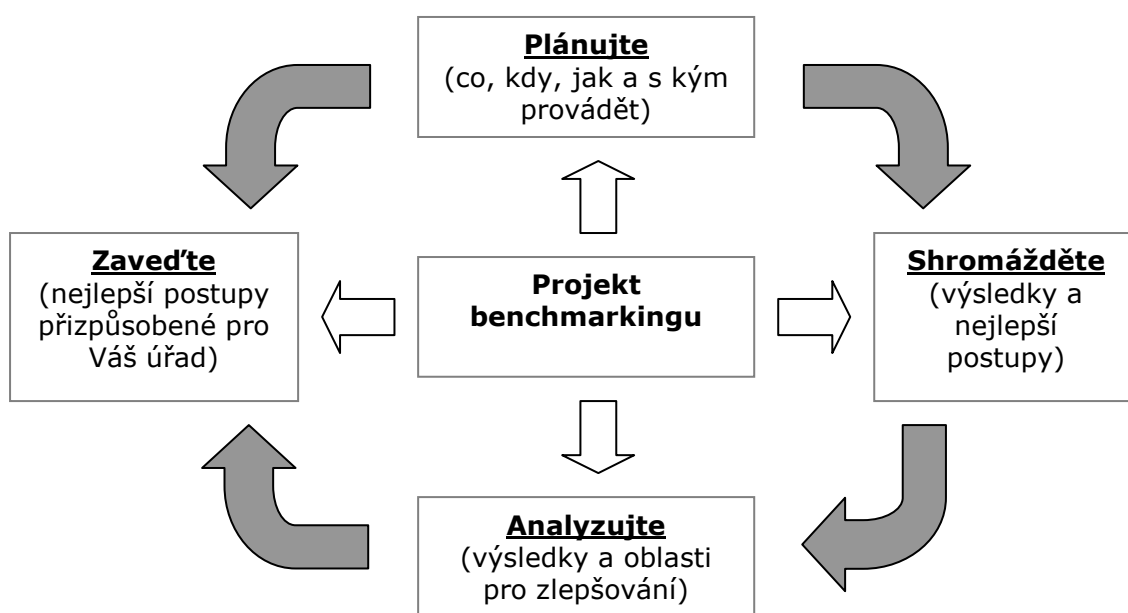 Plánujte
(co, kdy, jak a s kým
provádět)
Zaveďte
(nejlepší postupy
přizpůsobené pro
Váš úřad)
Projekt
benchmarkingu
Shromážděte
(výsledky a
nejlepší
postupy)
Analyzujte
(výsledky a oblasti
pro zlepšování)